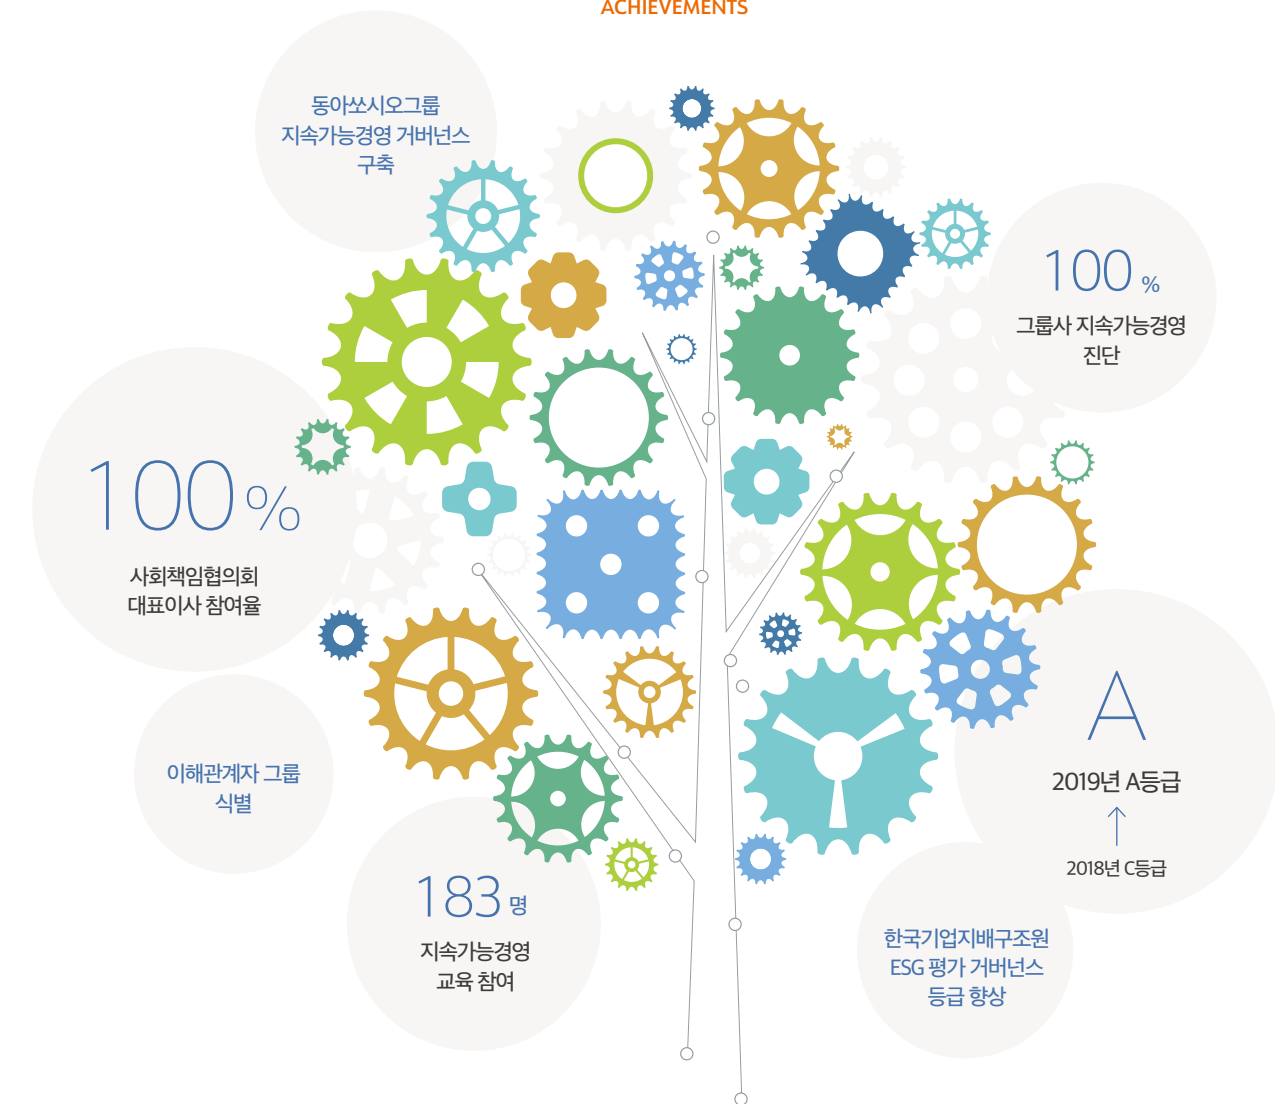 ACHIEVEMENTS
동아쏘시오그룹
지속가능경영 거버넌스
구축
100 %
그룹사 지속가능경영
진단
100 %
사회책임협의회
대표이사 참여율
A
2019년 A등급
2018년 C등급
이해관계자 그룹
식별
183 명
지속가능경영
교육 참여
한국기업지배구조원
ESG 평가 거버넌스
등급 향상